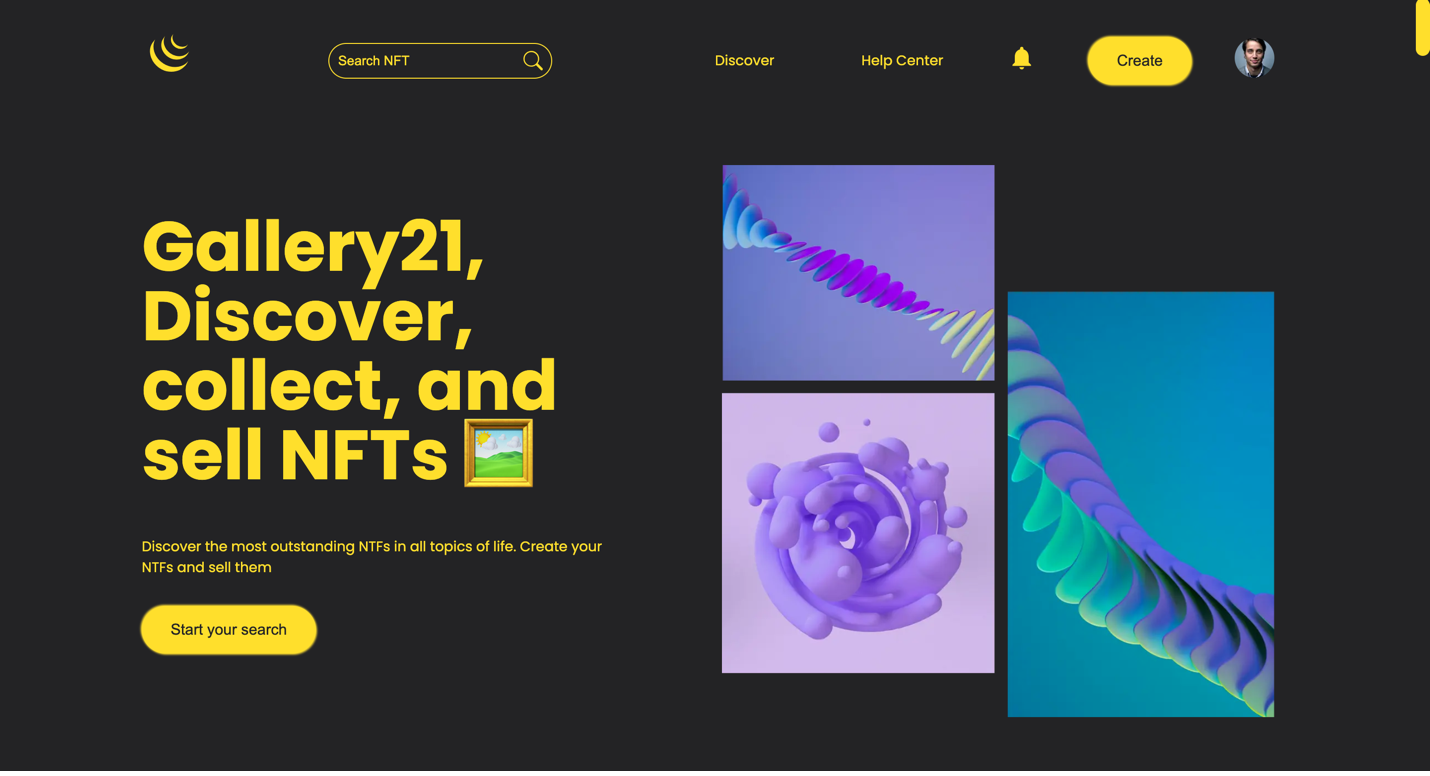 Search NFT
Discover
Help Center
Create
Gallery21,
Discover,
collect, and
sell NFTs 🖼️
Discover the most outstanding NTFs in all topics of life. Create your
NTFs and sell them
Start your search